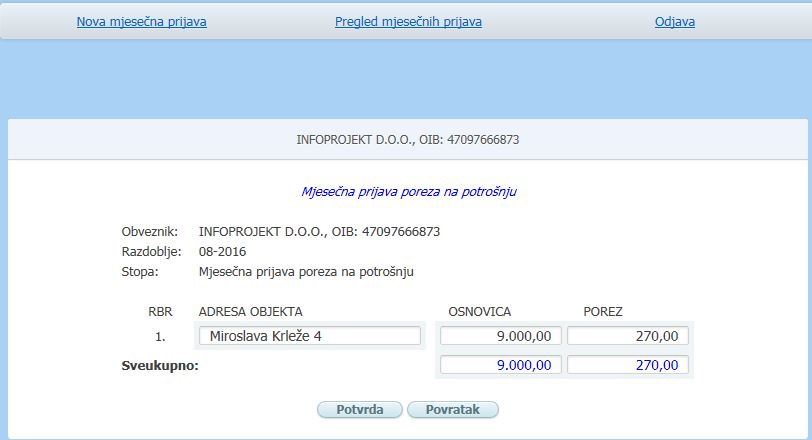 Nova mjesečna prijava Pregled mjesečnih prijava Odjava
INFOPROJEKT D.O.O., OIB: 47097666873
Mjesečna prijava poreza na potrošnju
Obveznik: INFOPROJEKT D.O.O., OIB: 47097666873
Razdoblje: 08-2016
Stopa: Mjesečna prijava poreza na potrošnju
RBR ADRESA OBJEKTA OSNOVICA POREZ
1. Miroslava Krleže 4 9.000,00 270,00
Sveukupno: 9.000,00 270,00
Potvrda Povratak